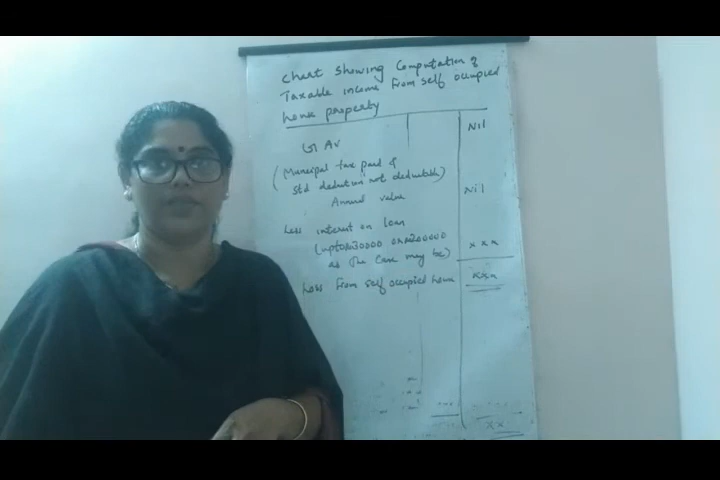 Chart Showing Computation of
Taxable income From self occupied
house property
GAV Nil
(Municipal tax paid &
std dedution not deductable)
Annual value Nil
Less interest on loan
(upto 30000 or 200000
as the case may be) xxx
Loss From self occupied house xxx
xx